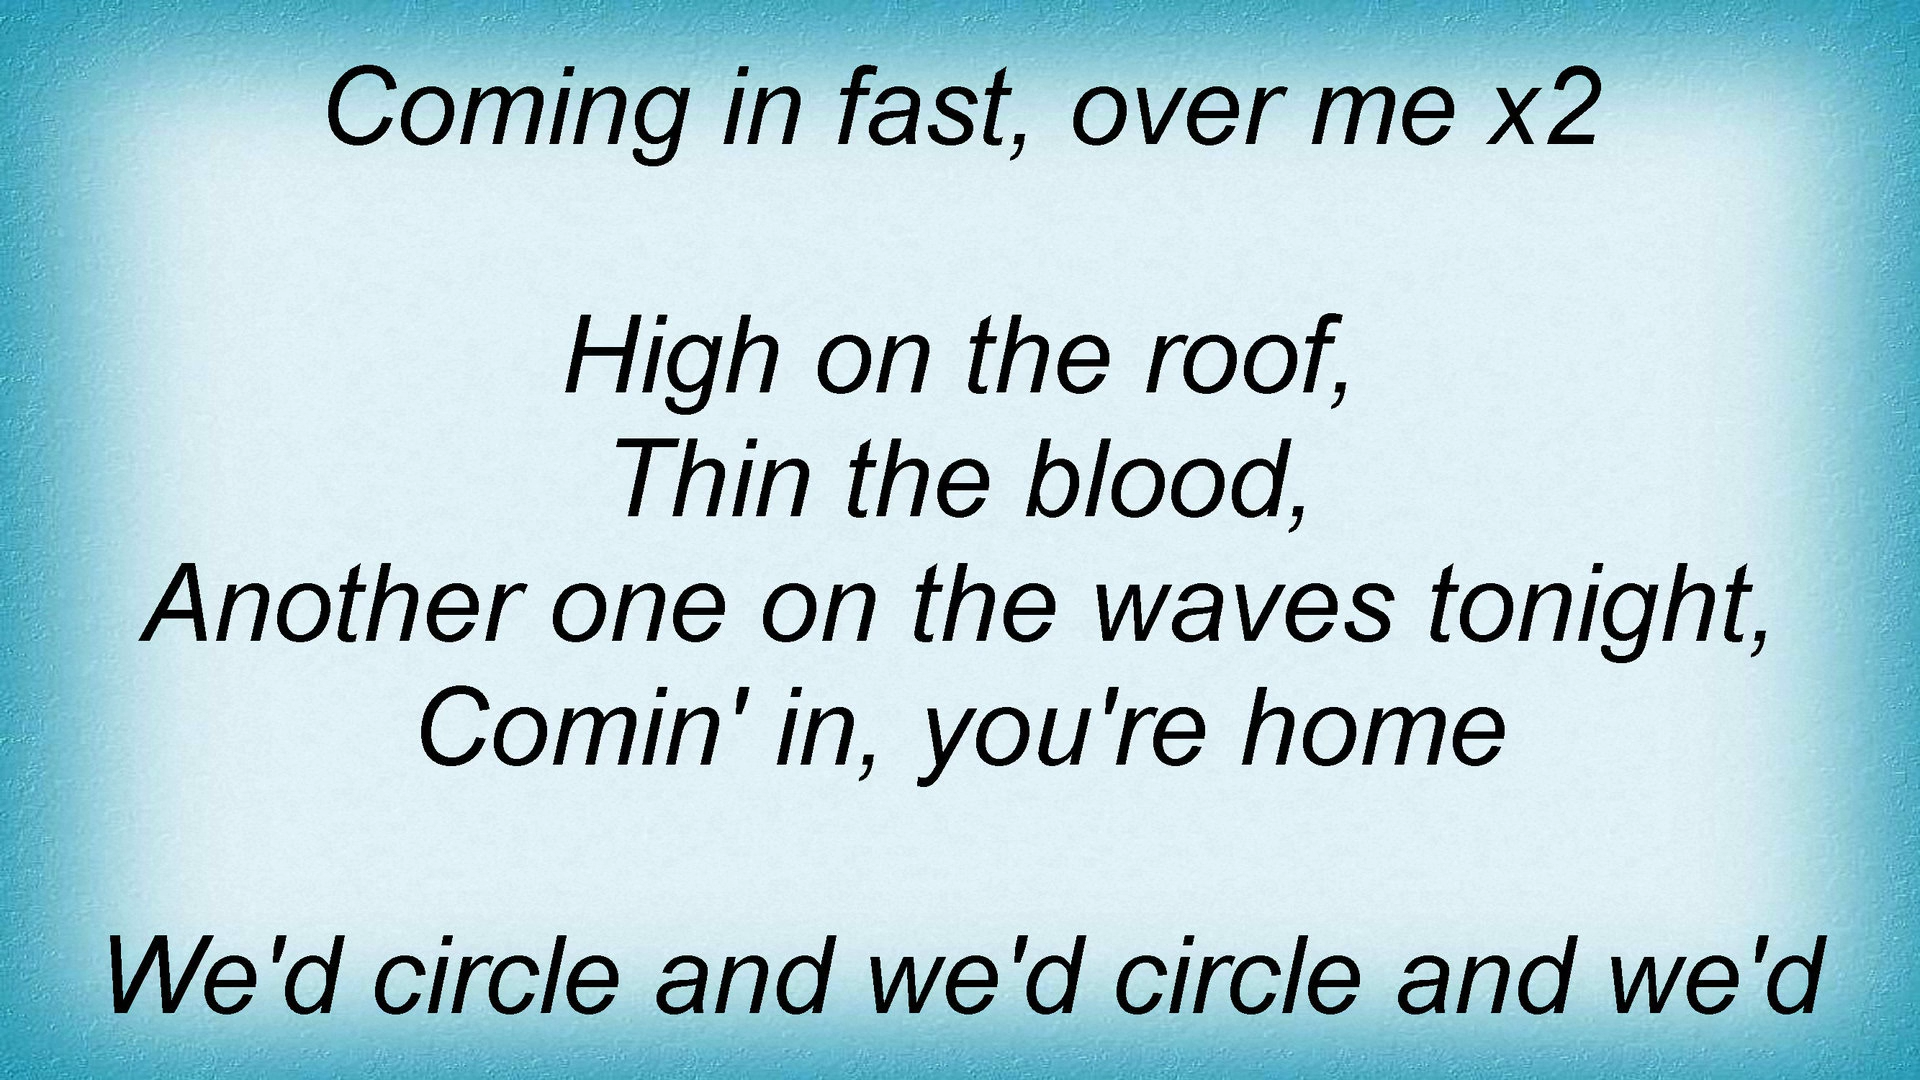 Coming in fast, over me x2
High on the roof,
Thin the blood,
Another one on the waves tonight,
Comin' in, you're home
We'd circle and we'd circle and we'd